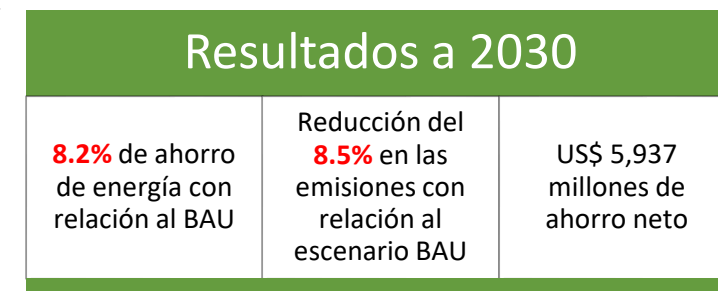 Resultados a 2030
8.2% de ahorro
de energía con
relación al BAU
Reducción del
8.5% en las
emisiones con
relación al
escenario BAU
US$ 5,937
millones de
ahorro neto